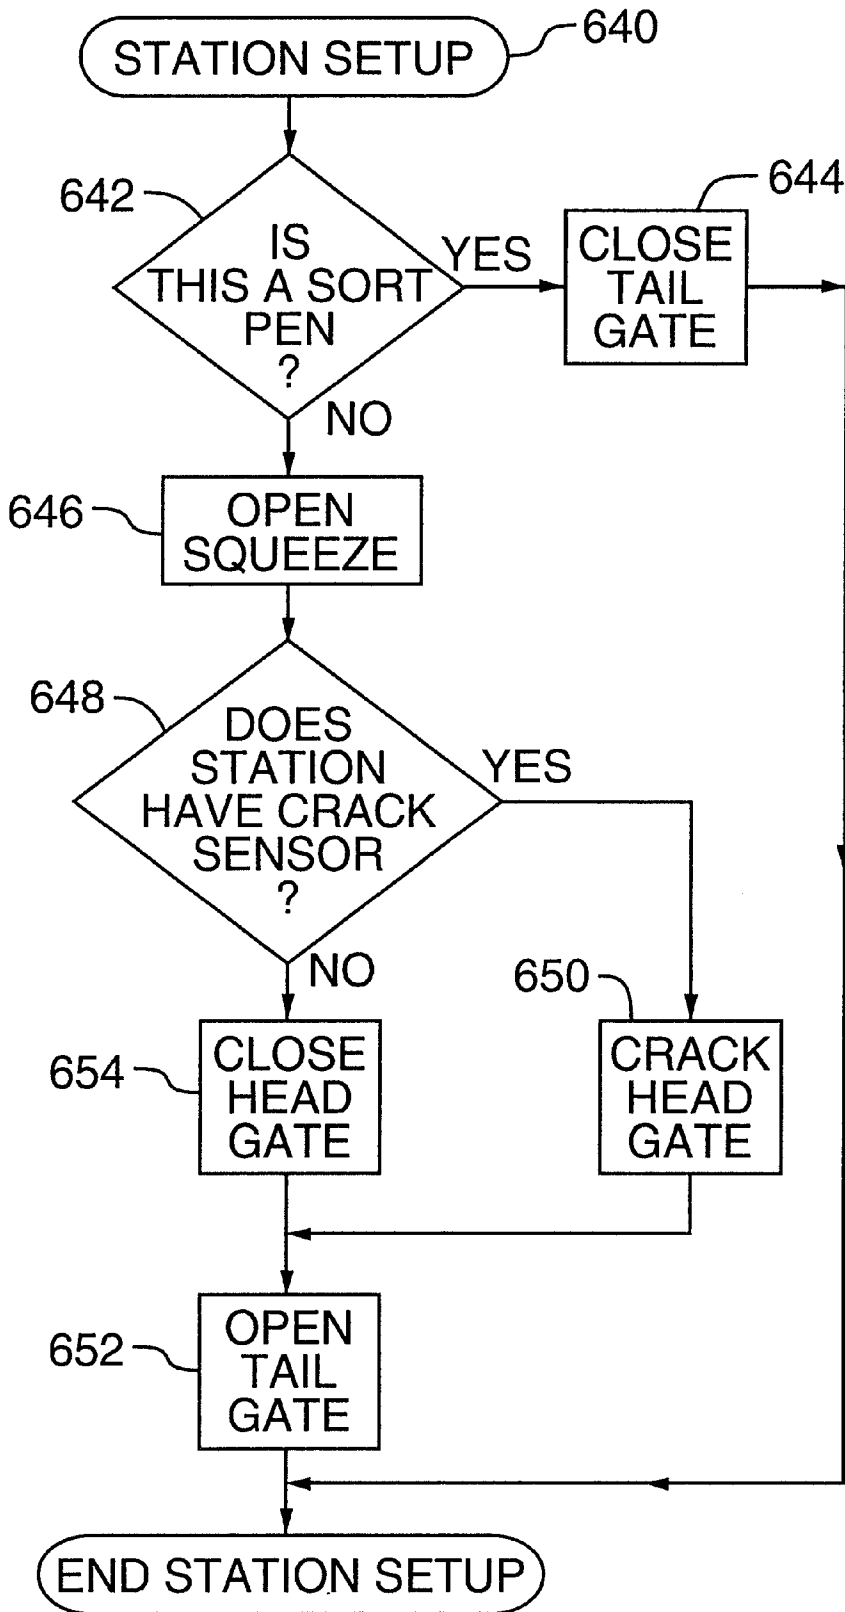 STATION SETUP
640
642
IS
THIS A SORT
PEN
?
YES
644
CLOSE
TAIL
GATE
NO
646
OPEN
SQUEEZE
648
DOES
STATION
HAVE CRACK
SENSOR
?
YES
NO
650
654
CLOSE
HEAD
GATE
CRACK
HEAD
GATE
652
OPEN
TAIL
GATE
END STATION SETUP